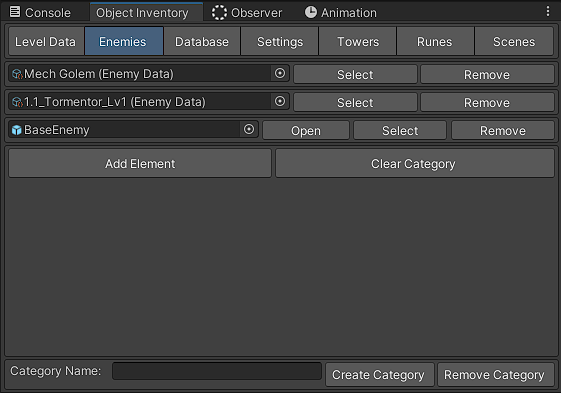 Console Object Inventory Observer Animation
Level Data Enemies Database Settings Towers Runes Scenes
Mech Golem (Enemy Data) Select Remove
1.1_Tormentor_Lv1 (Enemy Data) Select Remove
BaseEnemy Open Select Remove
Add Element Clear Category
Category Name: Create Category Remove Category